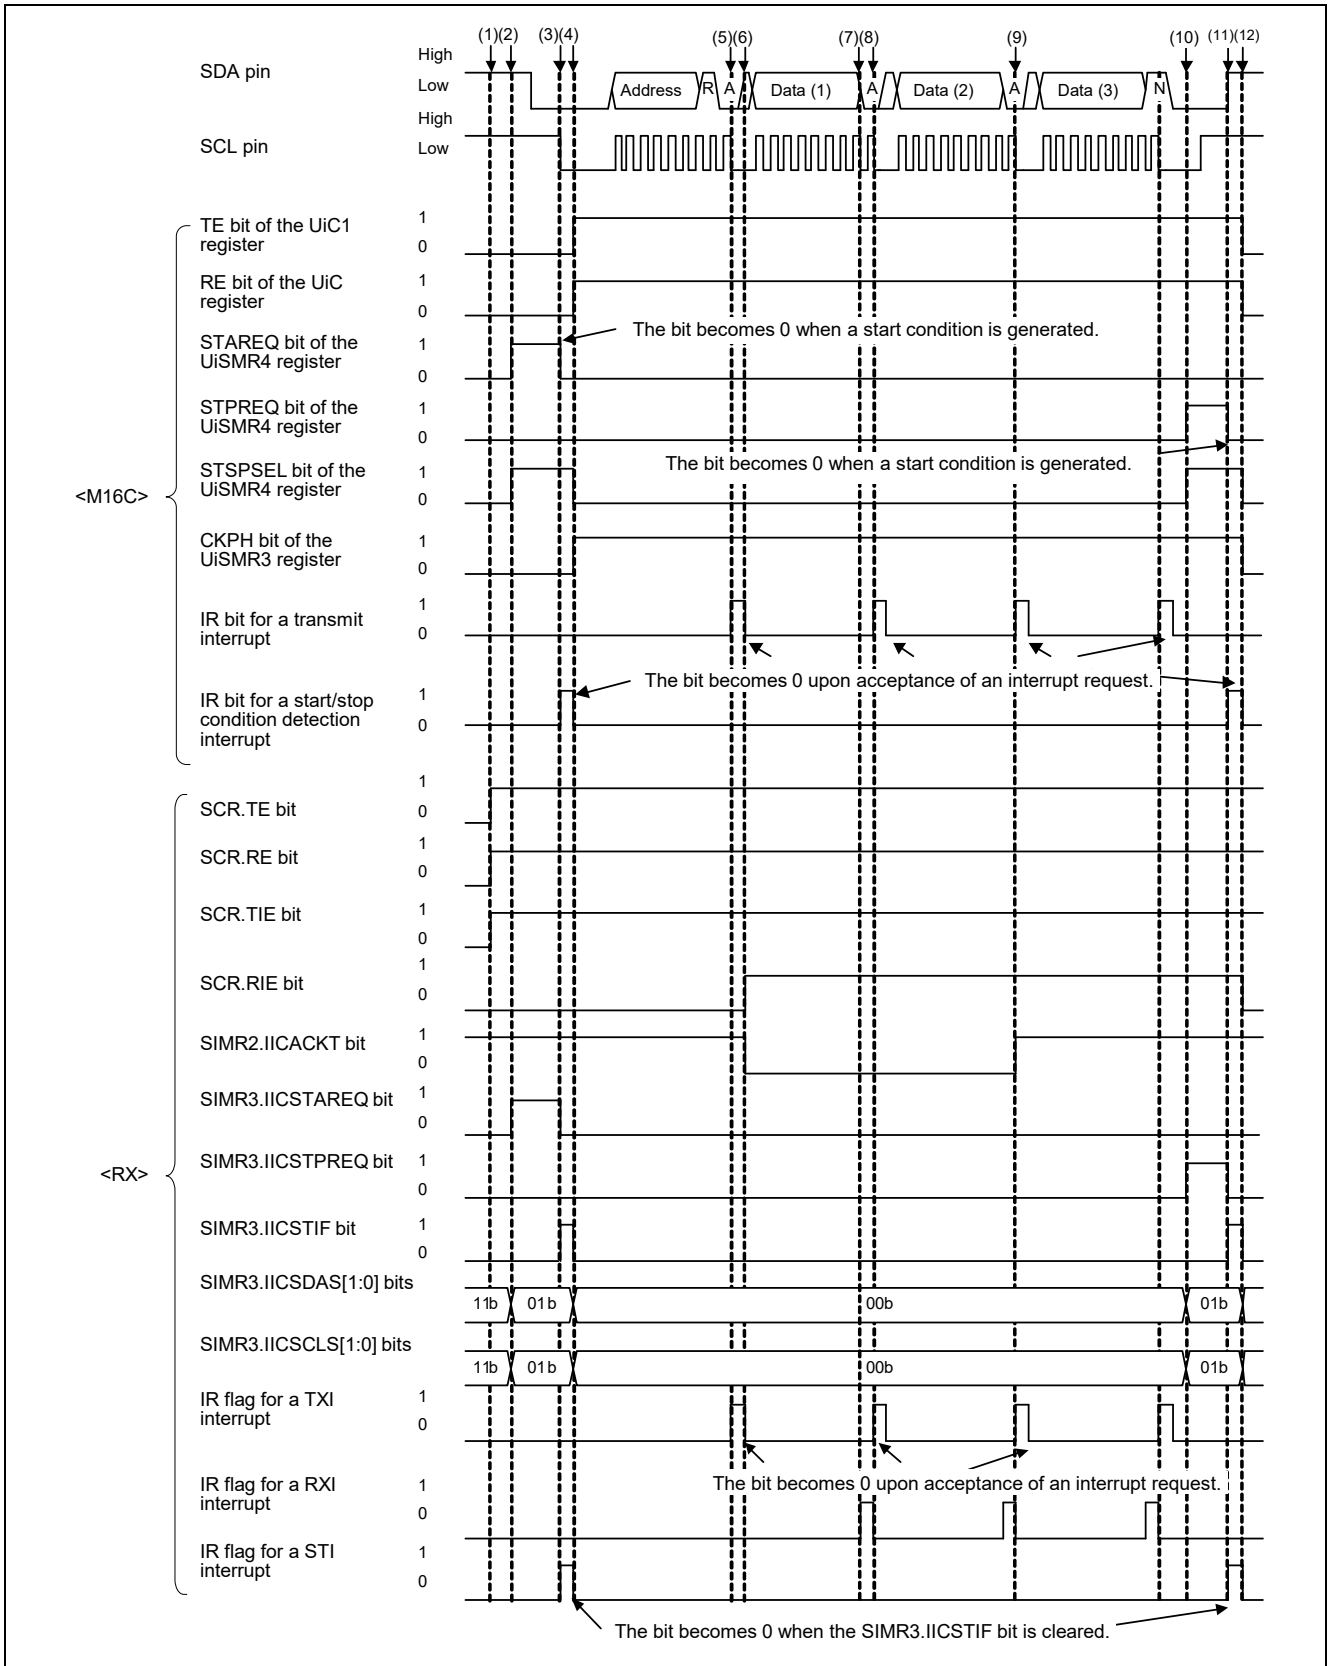 (1)(2) (3)(4) (5)(6) (7)(8) (9) (10) (11)(12)
SDA pin High
Low Address R A Data (1) A Data (2) A Data (3) N
High
SCL pin Low
<M16C>
TE bit of the UiC1 1
register 0
RE bit of the UiC 1
register 0
The bit becomes 0 when a start condition is generated.
STAREQ bit of the 1
UiSMR4 register 0
STPREQ bit of the 1
UiSMR4 register 0
The bit becomes 0 when a start condition is generated.
STSPSEL bit of the 1
UiSMR4 register 0
CKPH bit of the 1
UiSMR3 register 0
IR bit for a transmit 1
interrupt 0
The bit becomes 0 upon acceptance of an interrupt request.
IR bit for a start/stop 1
condition detection 0
interrupt
<RX>
1
SCR.TE bit 0
1
SCR.RE bit 0
SCR.TIE bit 1
0
1
SCR.RIE bit 0
SIMR2.IICACKT bit 1
0
SIMR3.IICSTAREQ bit 1
0
SIMR3.IICSTPREQ bit 1
0
SIMR3.IICSTIF bit 1
0
SIMR3.IICSDAS[1:0] bits
11b 01b 00b 01b
SIMR3.IICSCLS[1:0] bits
11b 01b 00b 01b
IR flag for a TXI 1
interrupt 0
The bit becomes 0 upon acceptance of an interrupt request.
IR flag for a RXI 1
interrupt 0
IR flag for a STI 1
interrupt 0
The bit becomes 0 when the SIMR3.IICSTIF bit is cleared.